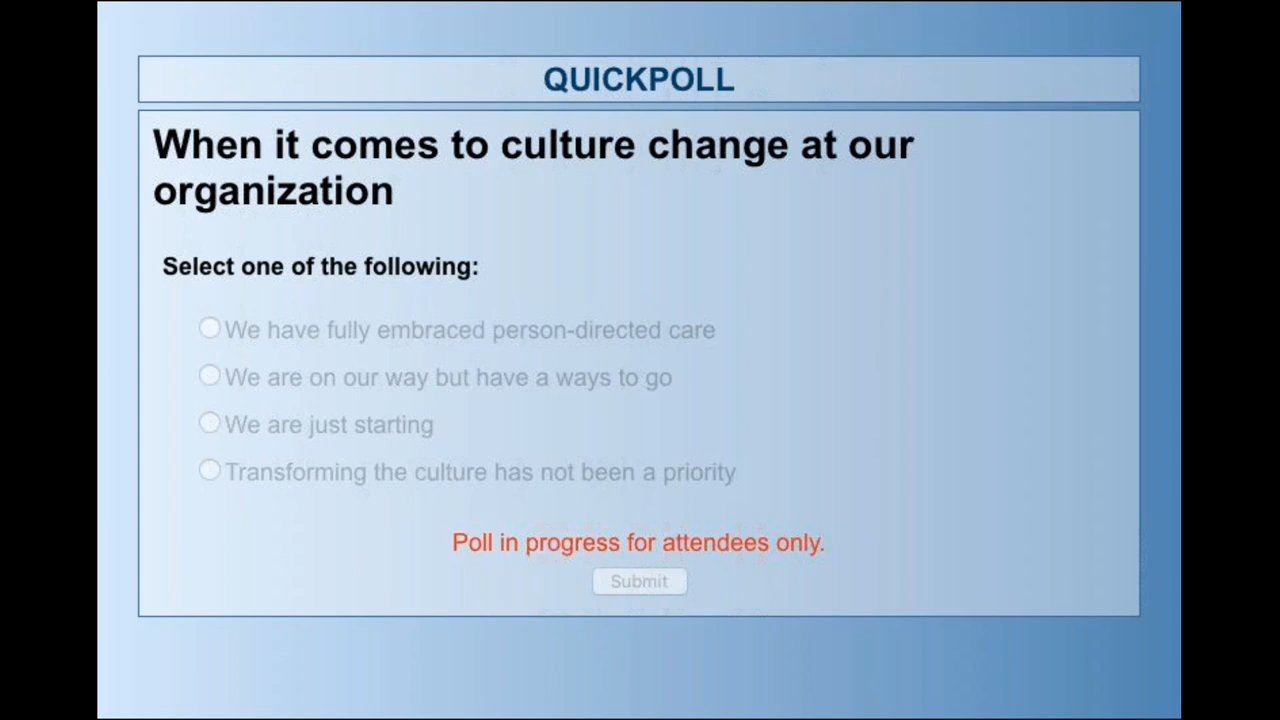 QUICKPOLL
When it comes to culture change at our
organization
Select one of the following:
We have fully embraced person-directed care
We are on our way but have a ways to go
We are just starting
Transforming the culture has not been a priority
Poll in progress for attendees only.
Submit